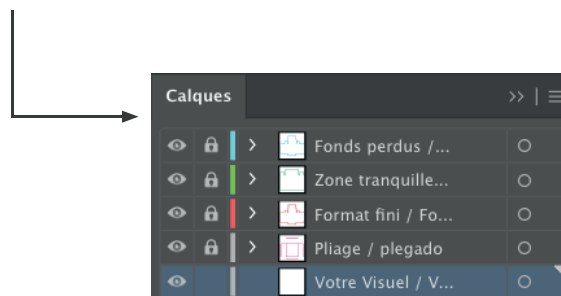 Calques
Fonds perdus /...
Zone tranquille...
Format fini / Fo...
Pliage / plegado
Votre Visuel / V...